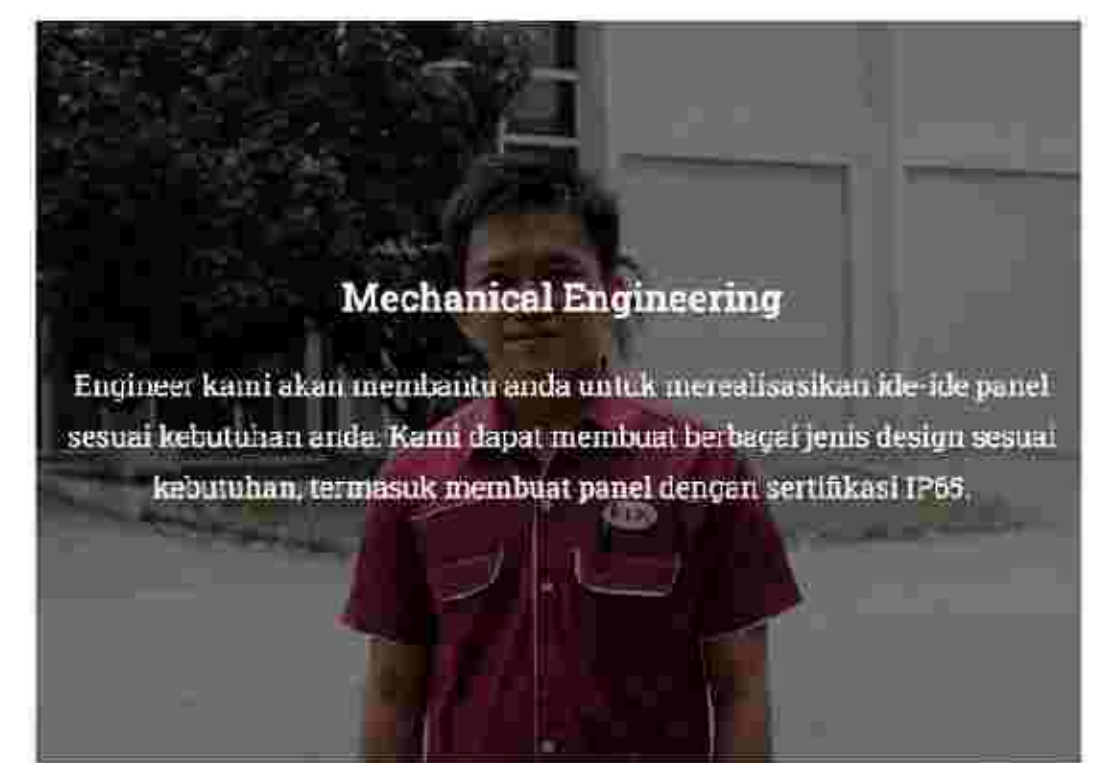 Mechanical Engineering
Engineer kami akan membantu anda untuk merealisasikan ide-ide panel
sesuai kebutuhan anda. Kami dapat membuat berbagai jenis design sesuai
kebutuhan, termasuk membuat panel dengan sertifikasi IP65.